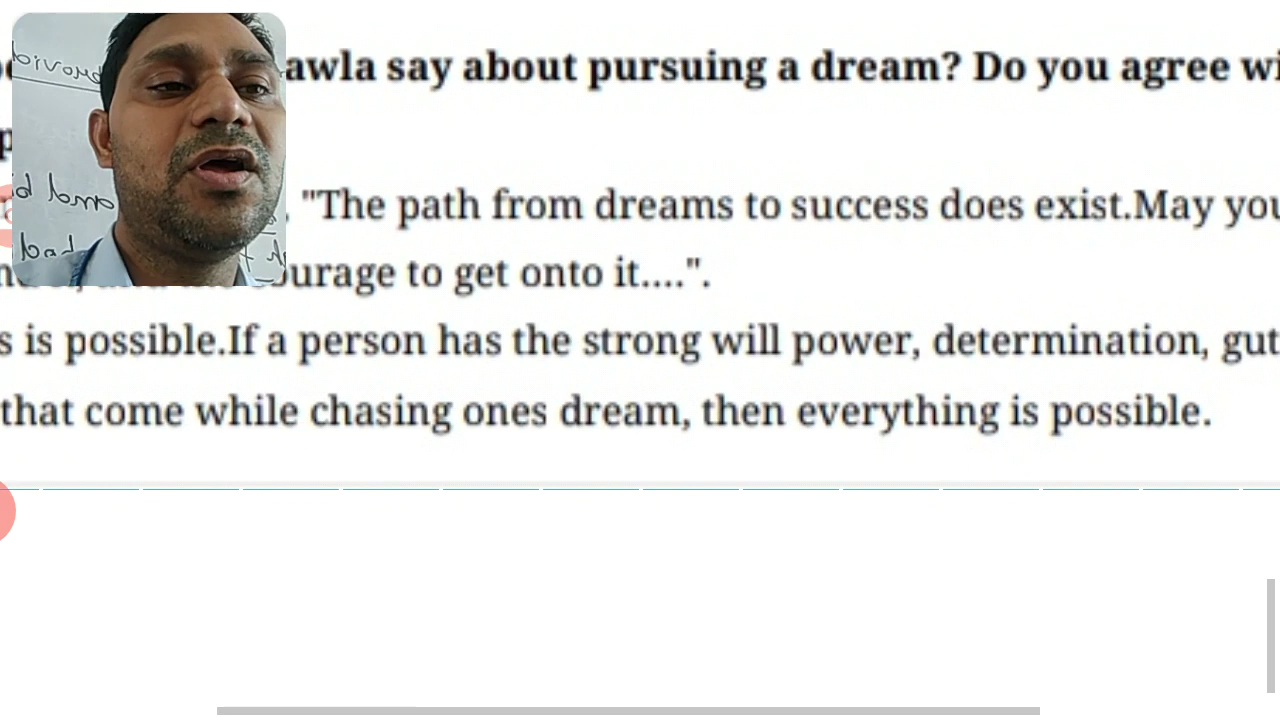 awla say about pursuing a dream? Do you agree wi
"The path from dreams to success does exist.May you
ourage to get onto it....".
s is possible.If a person has the strong will power, determination, gut
that come while chasing ones dream, then everything is possible.